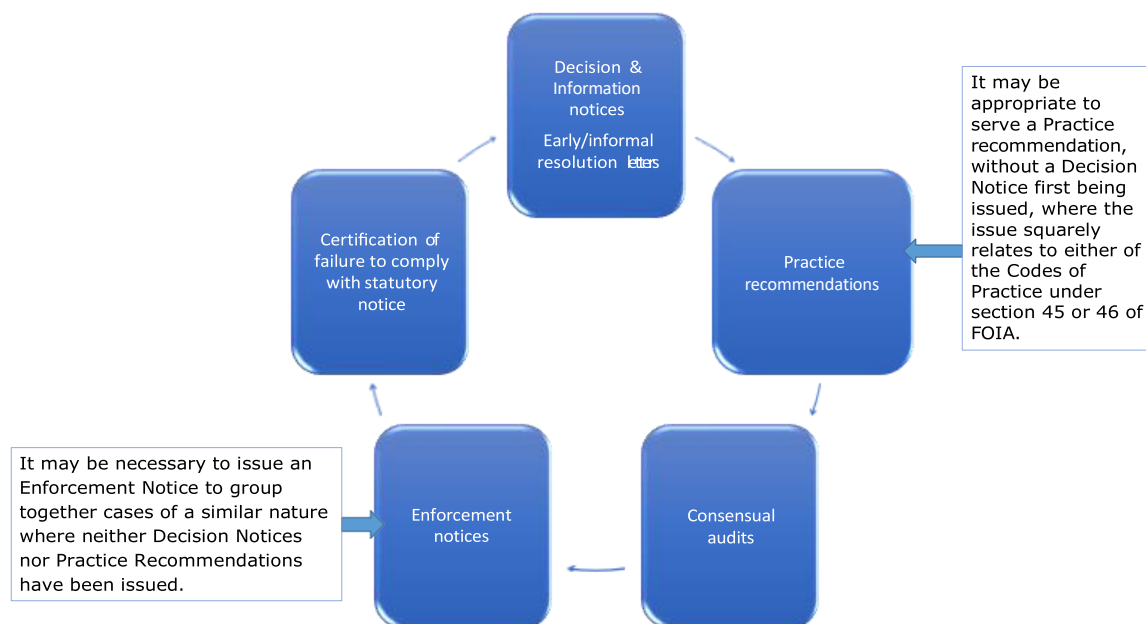 Decision &
Information
notices
Early/informal
resolution letters
It may be
appropriate to
serve a Practice
recommendation,
without a Decision
Notice first being
issued, where the
issue squarely
relates to either of
the Codes of
Practice under
section 45 or 46 of
FOIA.
Certification of
failure to comply
with statutory
notice
Practice
recommendations
It may be necessary to issue an
Enforcement Notice to group
together cases of a similar nature
where neither Decision Notices
nor Practice Recommendations
have been issued.
Enforcement
notices
Consensual
audits